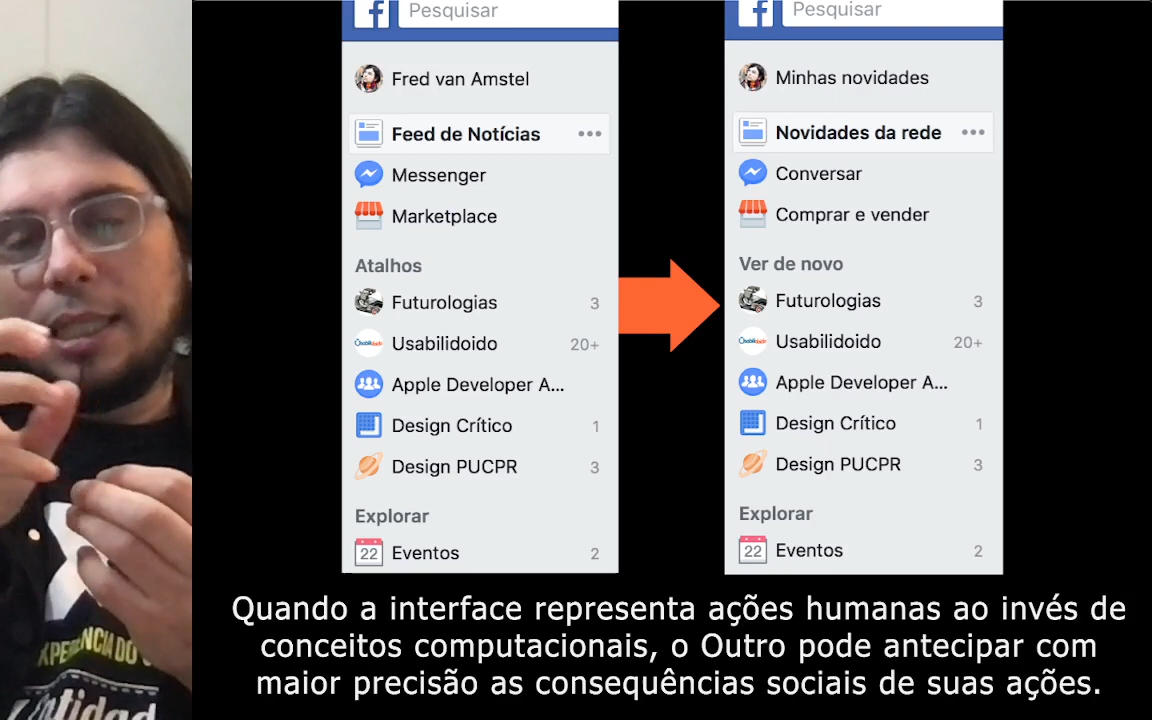 Pesquisar
Fred van Amstel
Feed de Notícias
Messenger
Marketplace
Atalhos
Futurologias 3
Usabilidoido 20+
Apple Developer A...
Design Crítico 1
Design PUCPR 3
Explorar
22 Eventos 2
Pesquisar
Minhas novidades
Novidades da rede
Conversar
Comprar e vender
Ver de novo
Futurologias 3
Usabilidoido 20+
Apple Developer A...
Design Crítico 1
Design PUCPR 3
Explorar
22 Eventos 2
Quando a interface representa ações humanas ao invés de
conceitos computacionais, o Outro pode antecipar com
maior precisão as consequências sociais de suas ações.